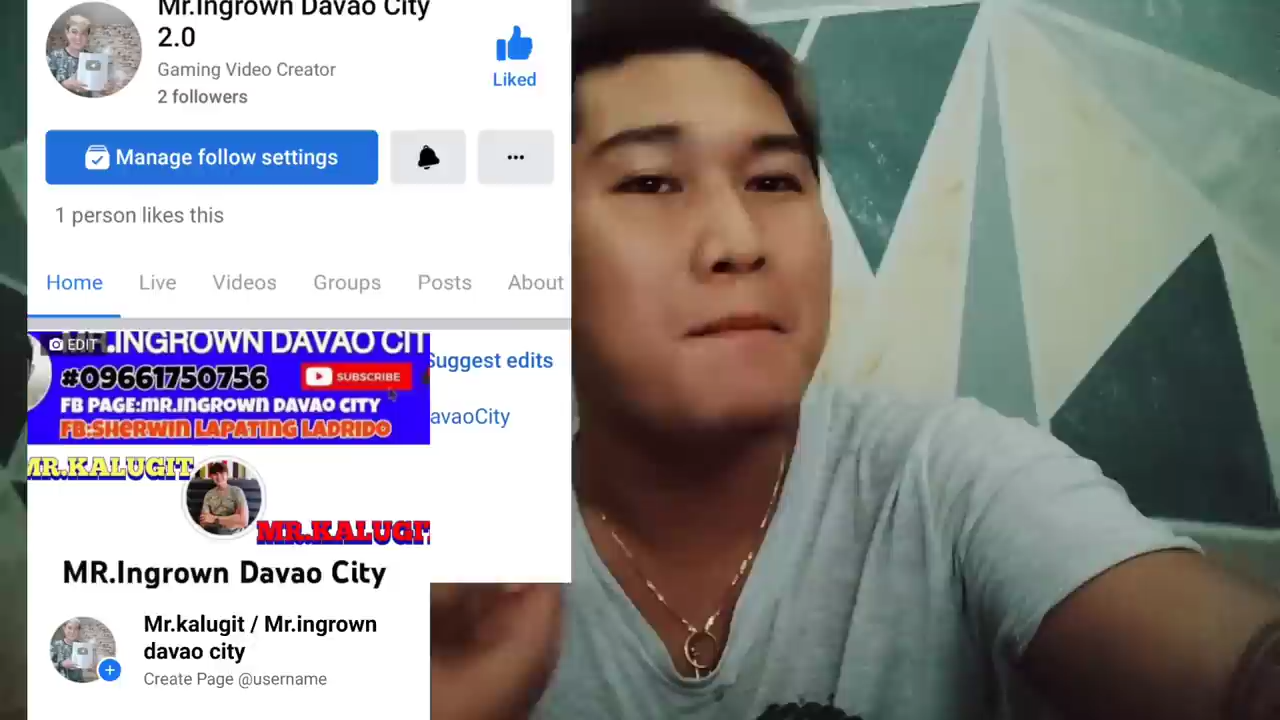 Mr.Ingrown Davao City
2.0
Gaming Video Creator
2 followers
Liked
Manage follow settings
1 person likes this
Home Live Videos Groups Posts About
EDIT
.INGROWN DAVAO CIT
Suggest edits
#09661750756
SUBSCRIBE
FB PAGE:MR.INGROWN DAVAO CITY
avaoCity
FB:SHERWIN LAPATING LADRIDO
MR.KALUGIT
MR.KALUGIT
MR.Ingrown Davao City
Mr.kalugit / Mr.ingrown
davao city
Create Page @username